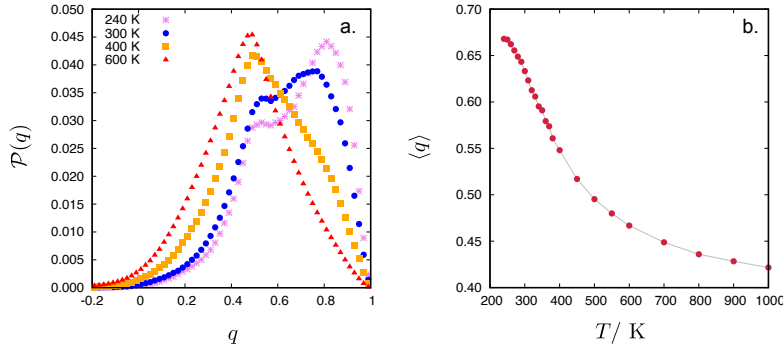 a.
240 K
300 K
400 K
600 K
0.050
0.045
0.040
0.035
0.030
0.025
0.020
0.015
0.010
0.005
0.000
-0.2 0 0.2 0.4 0.6 0.8 1
P(q)
q
b.
0.70
0.65
0.60
0.55
0.50
0.45
0.40
200 300 400 500 600 700 800 900 1000
⟨q⟩
T/ K